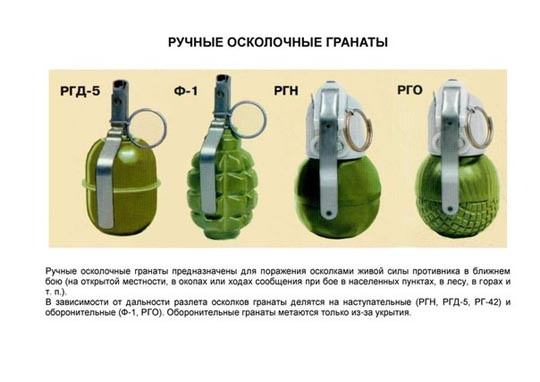 РУЧНЫЕ ОСКОЛОЧНЫЕ ГРАНАТЫ
РГД-5 Ф-1 РГН РГО
Ручные осколочные гранаты предназначены для поражения осколками живой силы противника в ближнем
бою (на открытой местности, в окопах или ходах сообщения при бое в населенных пунктах, в лесу, в горах и
т. п.).
В зависимости от дальности разлета осколков гранаты делятся на наступательные (РГН, РГД-5, РГ-42) и
оборонительные (Ф-1, РГО). Оборонительные гранаты метаются только из-за укрытия.